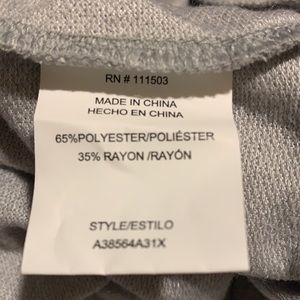 RN # 111503
MADE IN CHINA
HECHO EN CHINA
65%POLYESTER/POLIÉSTER
35% RAYON /RAYÓN
STYLE/ESTILO
A38564A31X